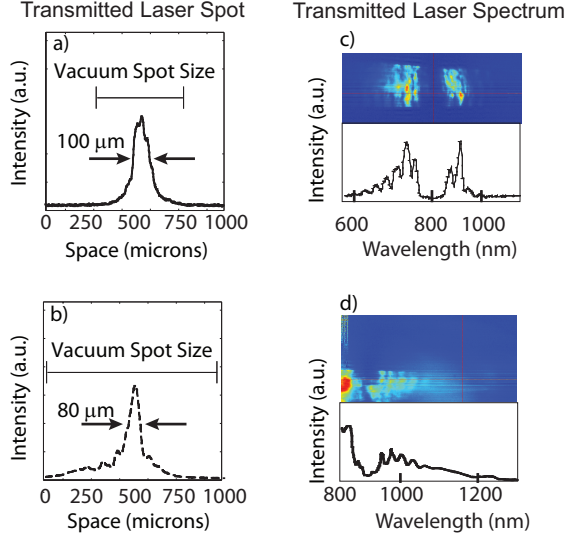 Transmitted Laser Spot
Transmitted Laser Spectrum
a)
Vacuum Spot Size
100 μm
Intensity (a.u.)
0 250 500 750 1000
Space (microns)
c)
Intensity (a.u.)
600 800 1000
Wavelength (nm)
b)
Vacuum Spot Size
80 μm
Intensity (a.u.)
0 250 500 750 1000
Space (microns)
d)
Intensity (a.u.)
800 1000 1200
Wavelength (nm)